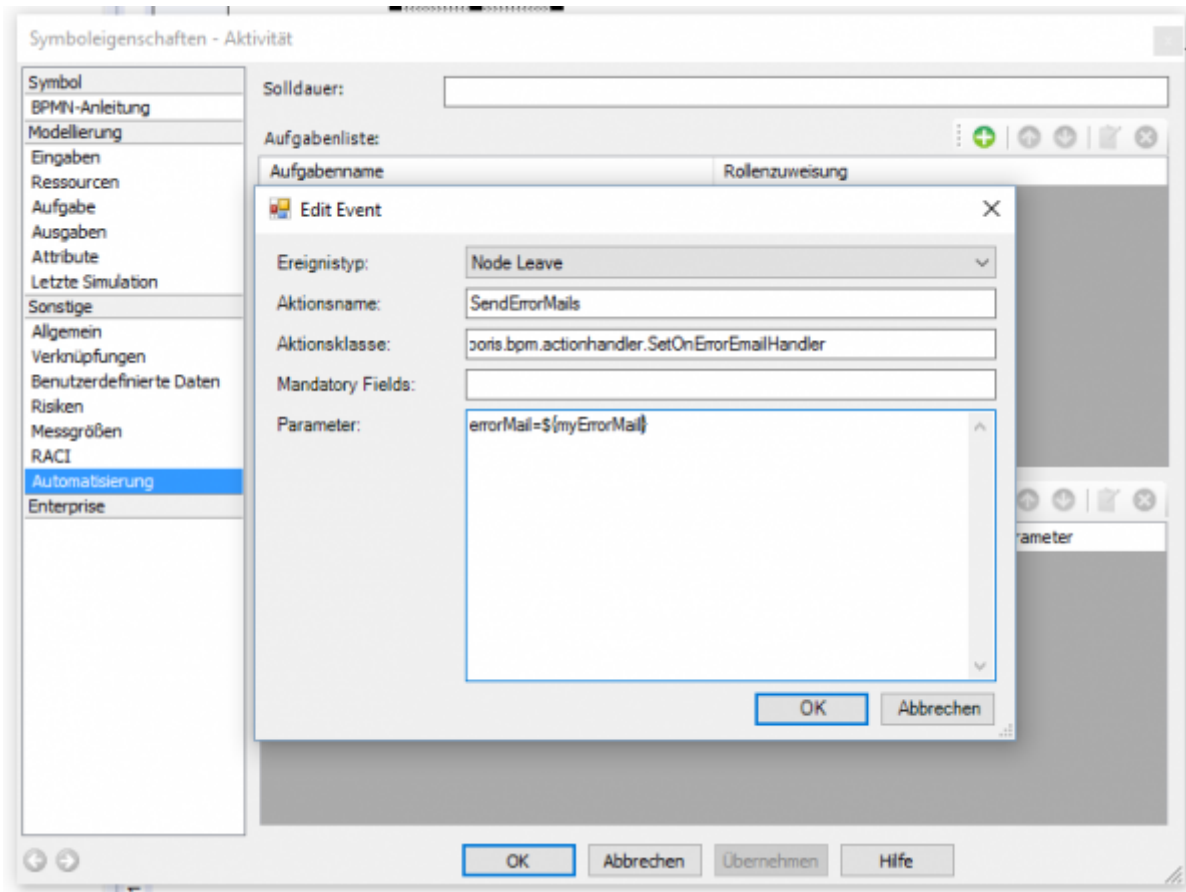 Symboleigenschaften - Aktivität
Symbol
BPMN-Anleitung
Modellierung
Eingaben
Ressourcen
Aufgabe
Ausgaben
Attribute
Letzte Simulation
Sonstige
Allgemein
Verknüpfungen
Benutzerdefinierte Daten
Risiken
Messgrößen
RACI
Automatisierung
Enterprise
Solldauer:
Aufgabenliste:
Aufgabenname Rollenzuweisung
Edit Event
Ereignistyp: Node Leave
Aktionsname: SendErrorMails
Aktionsklasse: oris.bpm.actionhandler.SetOnErrorEmailHandler
Mandatory Fields:
Parameter: errorMail=${myErrorMail}
OK Abbrechen
rameter
OK Abbrechen Übernehmen Hilfe